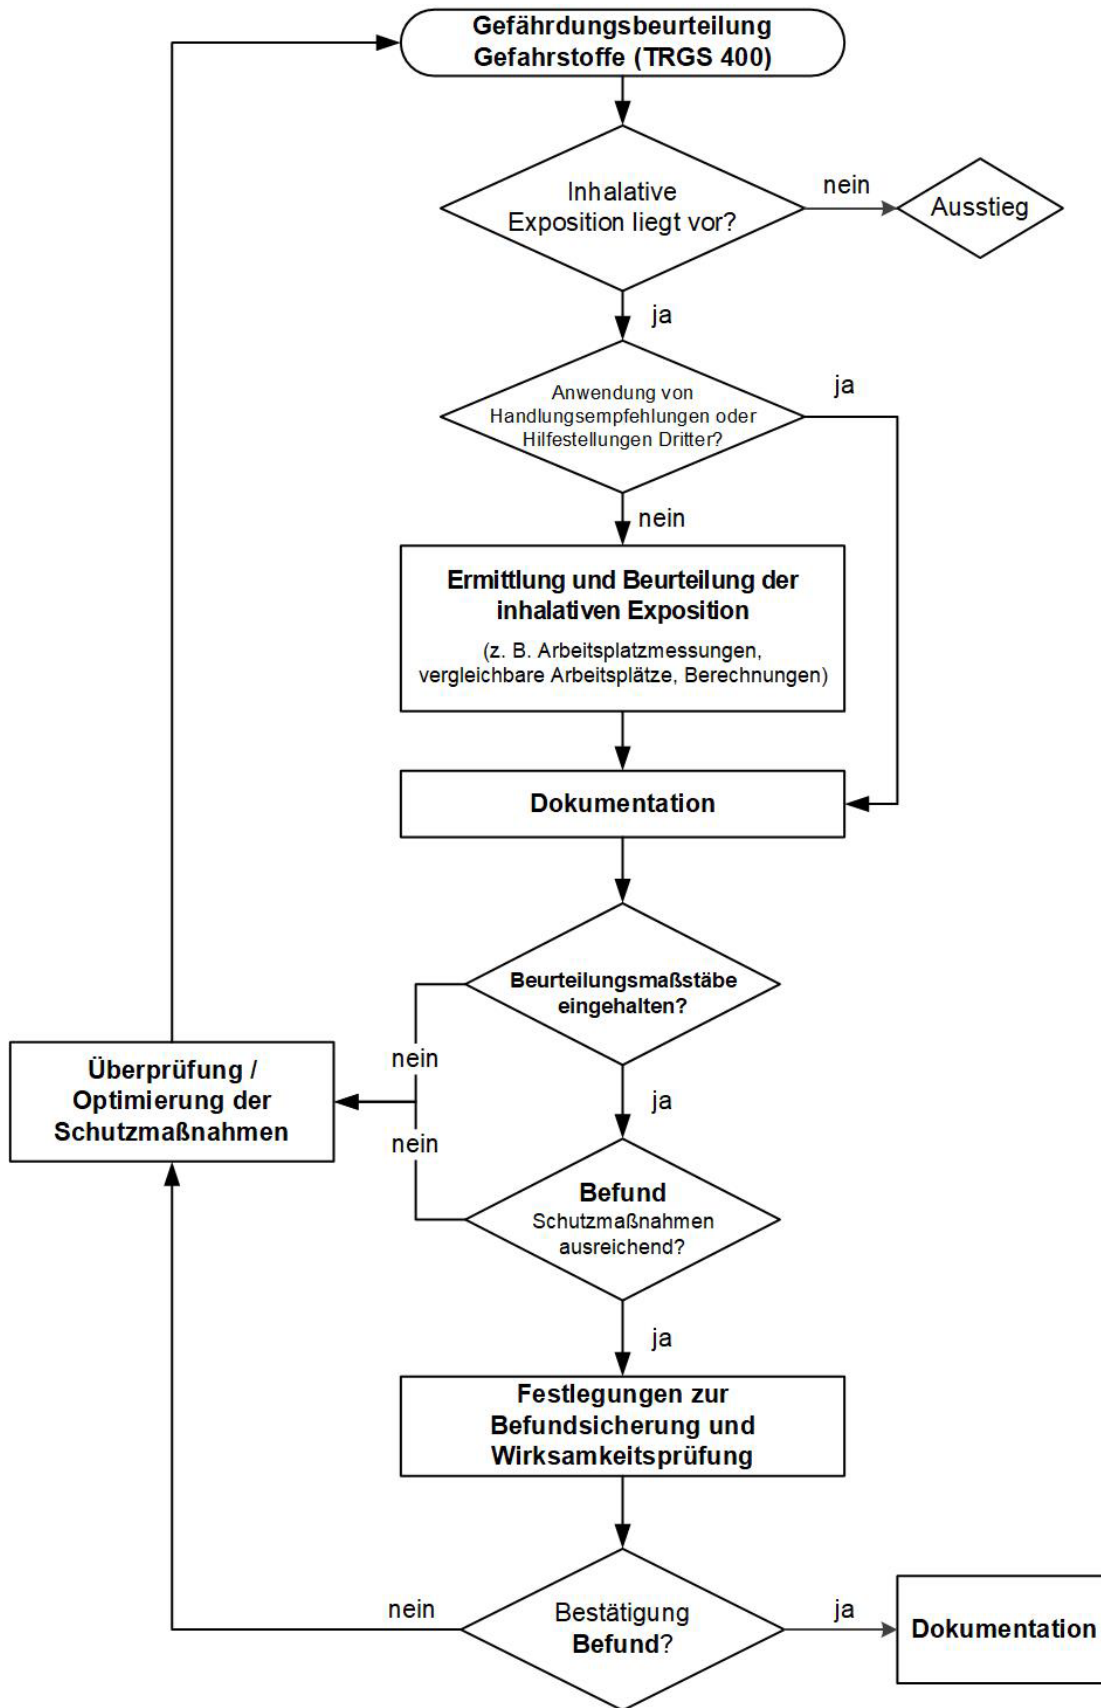 Gefährdungsbeurteilung
Gefahrstoffe (TRGS 400)
Inhalative
Exposition liegt vor?
nein
Ausstieg
ja
Anwendung von
Handlungsempfehlungen oder
Hilfestellungen Dritter?
ja
nein
Ermittlung und Beurteilung der
inhalativen Exposition
(z. B. Arbeitsplatzmessungen,
vergleichbare Arbeitsplätze, Berechnungen)
Dokumentation
Beurteilungsmaßstäbe
eingehalten?
nein
ja
Überprüfung /
Optimierung der
Schutzmaßnahmen
nein
Befund
Schutzmaßnahmen
ausreichend?
ja
Festlegungen zur
Befundsicherung und
Wirksamkeitsprüfung
nein
Bestätigung
Befund?
ja
Dokumentation